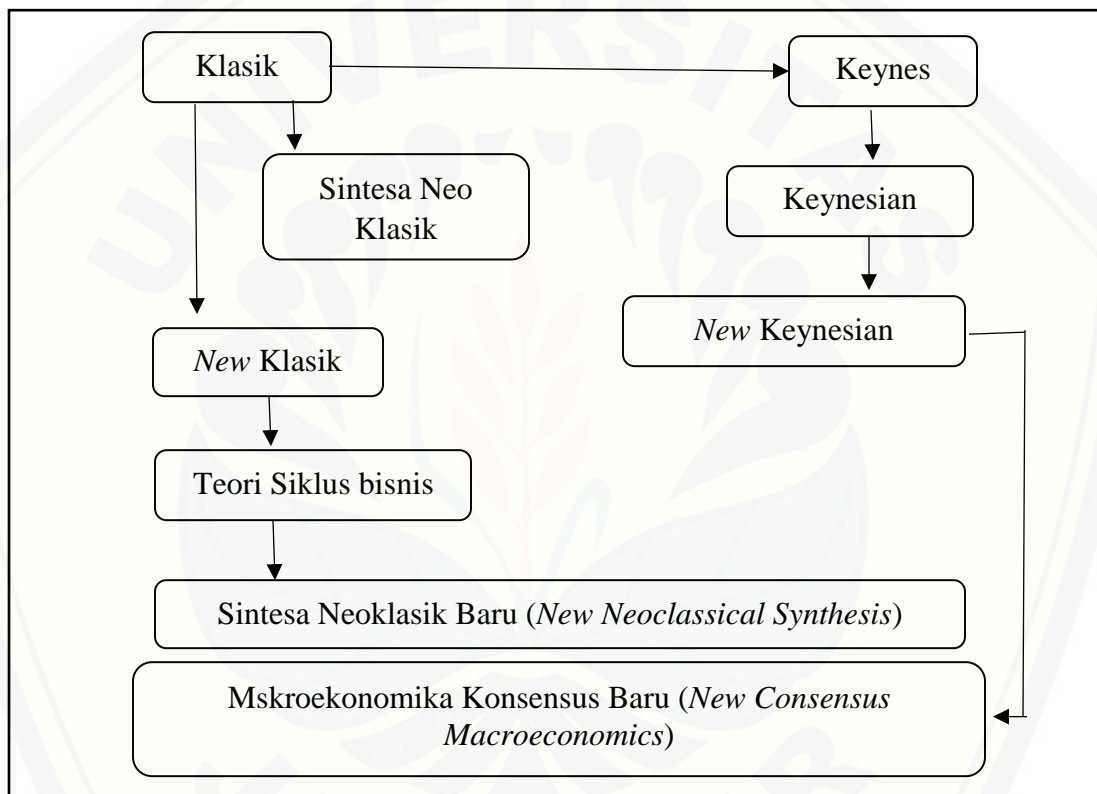 Klasik
Keynes
Sintesa Neo
Klasik
Keynesian
New Keynesian
New Klasik
Teori Siklus bisnis
Sintesa Neoklasik Baru (New Neoclassical Synthesis)
Mskroekonomika Konsensus Baru (New Consensus
Macroeconomics)
UNIVERSITAS